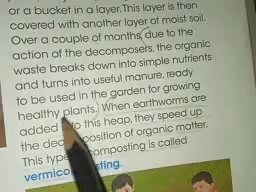 or a bucket in a layer. This layer is then
covered with another layer of moist soil.
Over a couple of months, due to the
action of the decomposers, the organic
waste breaks down into simple nutrients
and turns into useful manure, ready
to be used in the garden for growing
healthy plants. When earthworms are
added to this heap, they speed up
the decomposition of organic matter.
This type composting is called
vermicomposting.